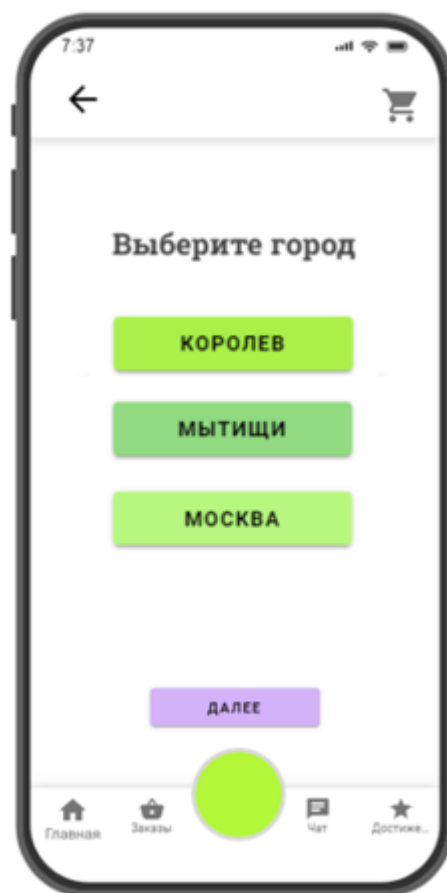 7:37
Выберите город
КОРОЛЕВ
МЫТИЩИ
МОСКВА
ДАЛЕЕ
Главная
Заказы
Чат
Достиже...